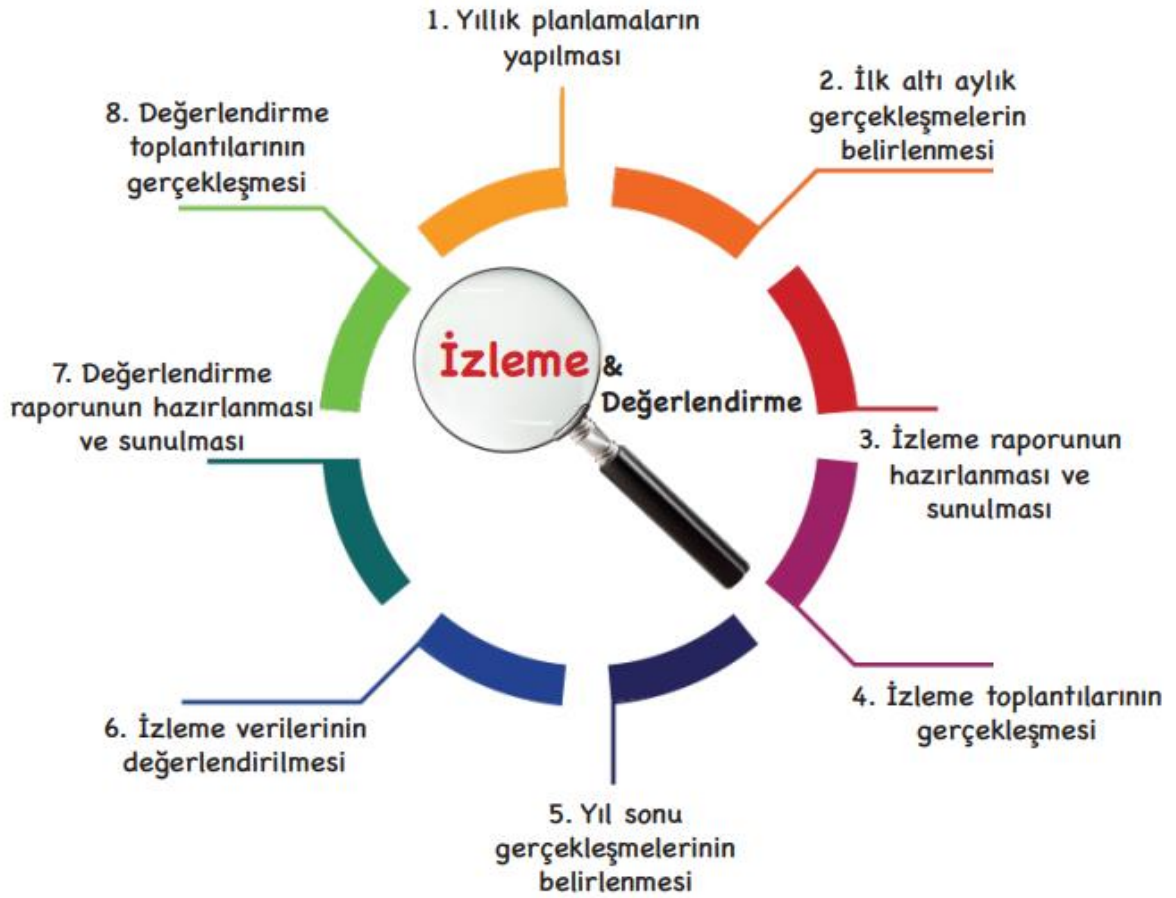 1. Yıllık planlamaların
yapılması
2. İlk altı aylık
gerçekleşmelerin
belirlenmesi
3. İzleme raporunun
hazırlanması ve
sunulması
4. İzleme toplantılarının
gerçekleşmesi
5. Yıl sonu
gerçekleşmelerinin
belirlenmesi
6. İzleme verilerinin
değerlendirilmesi
7. Değerlendirme
raporunun hazırlanması
ve sunulması
8. Değerlendirme
toplantılarının
gerçekleşmesi
İzleme &
Değerlendirme